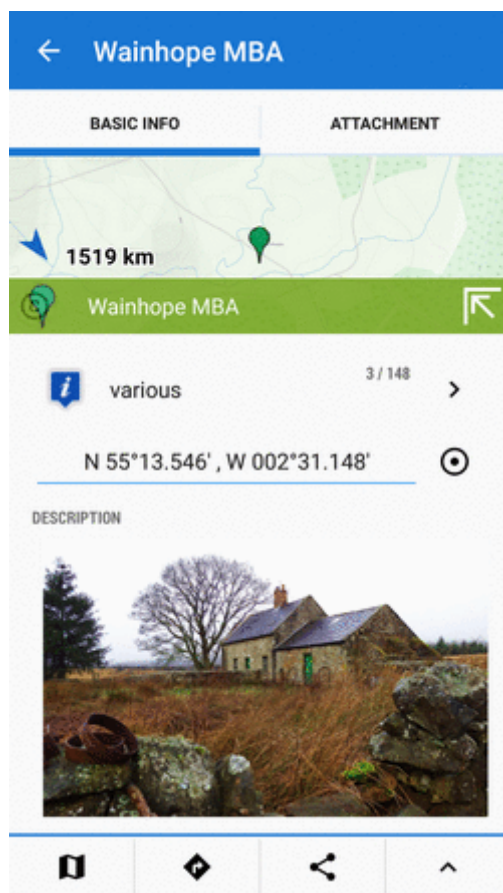 Wainhope MBA
BASIC INFO
ATTACHMENT
1519 km
Wainhope MBA
various
3 / 148
N 55°13.546' , W 002°31.148'
DESCRIPTION